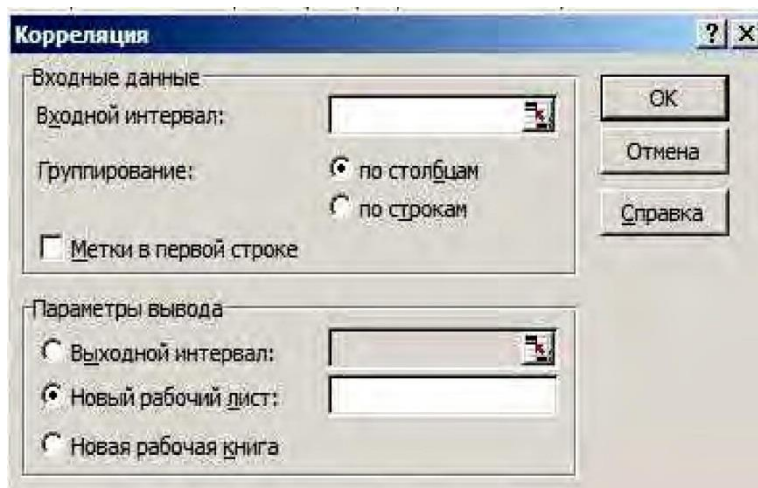 Корреляция
Входные данные
Входной интервал:
Группирование:
по столбцам
по строкам
Метки в первой строке
OK
Отмена
Справка
Параметры вывода
Выходной интервал:
Новый рабочий лист:
Новая рабочая книга